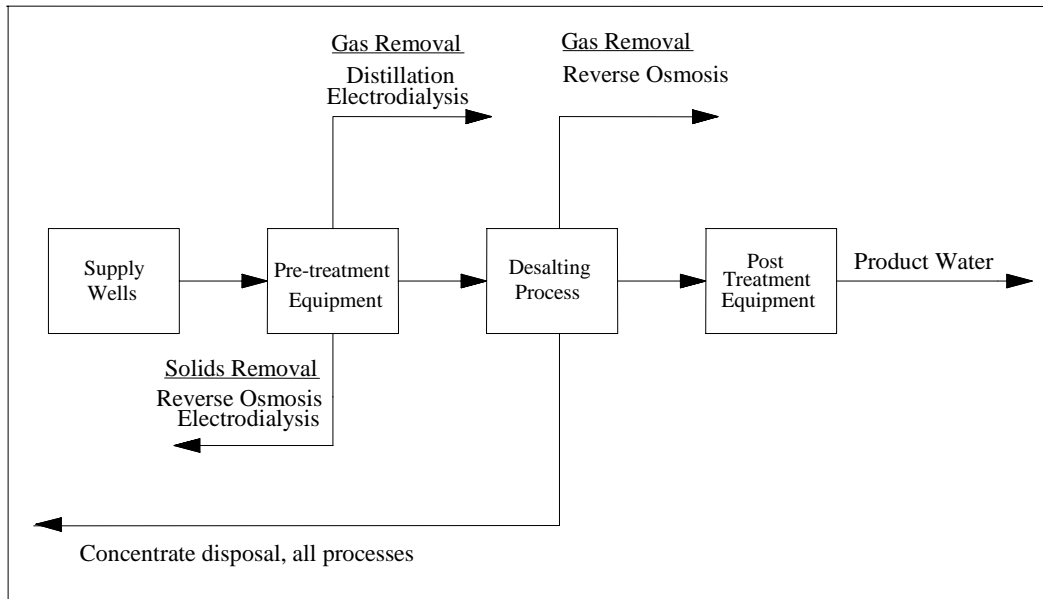 Gas Removal
Distillation
Electrodialysis
Gas Removal
Reverse Osmosis
Supply
Wells
Pre-treatment
Equipment
Desalting
Process
Post
Treatment
Equipment
Product Water
Solids Removal
Reverse Osmosis
Electrodialysis
Concentrate disposal, all processes